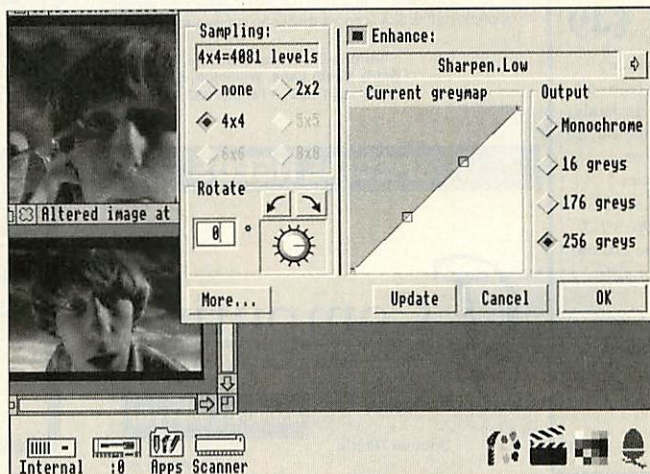 Sampling:
4x4=4081 levels
none
2x2
4x4
5x5
6x6
8x8
Rotate
0 °
More...
Enhance:
Sharpen.Low
Current greymap
Output
Monochrome
16 greys
176 greys
256 greys
Update
Cancel
OK
Altered image at
Internal
:0
Apps
Scanner